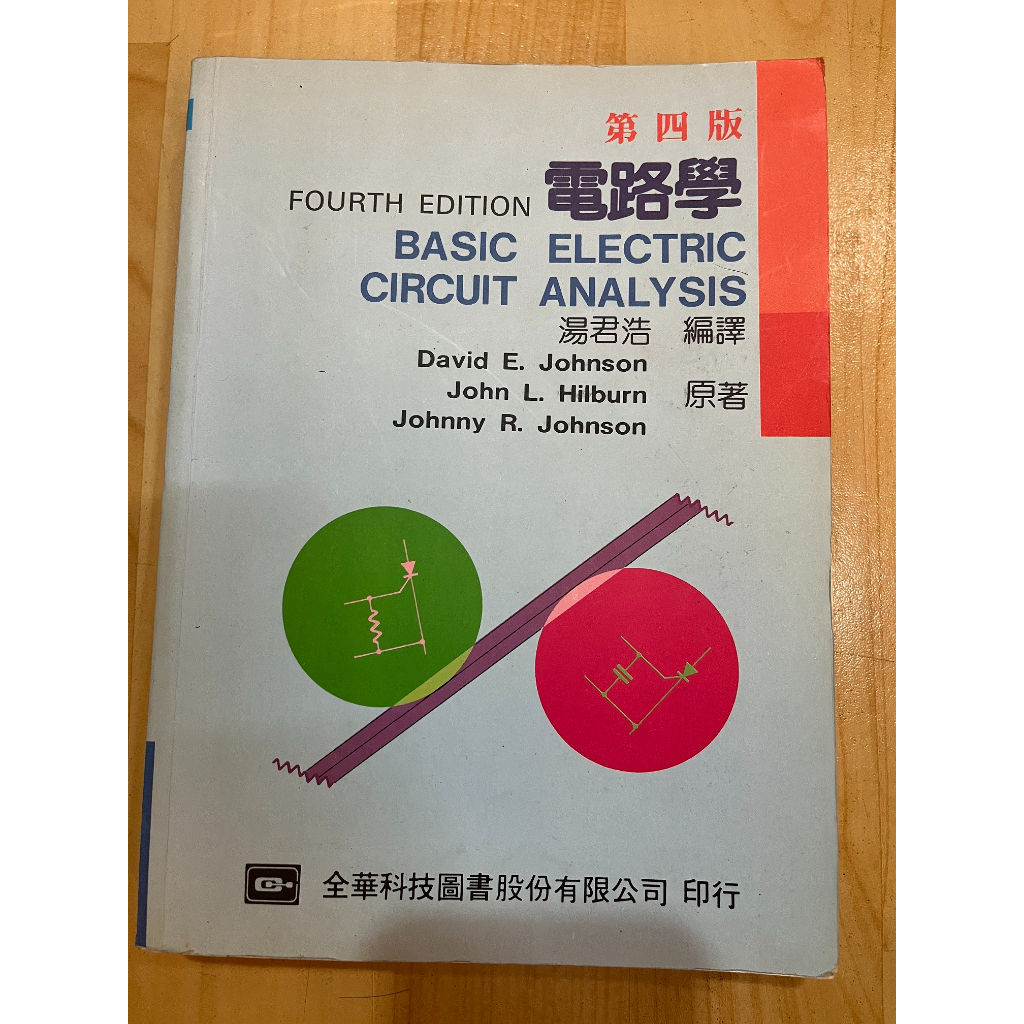 第四版
FOURTH EDITION 電路學
BASIC ELECTRIC
CIRCUIT ANALYSIS
湯君浩 編譯
David E. Johnson
John L. Hilburn 原著
Johnny R. Johnson
全華科技圖書股份有限公司 印行